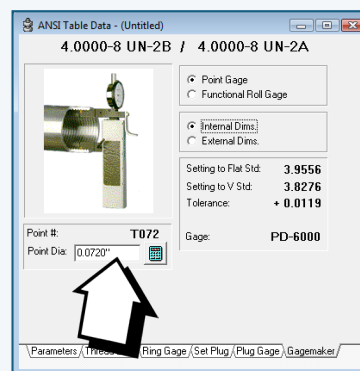 ANSI Table Data - (Untitled)
4.0000-8 UN-2B / 4.0000-8 UN-2A
Point Gage
Functional Roll Gage
Internal Dims.
External Dims.
Setting to Flat Std: 3.9556
Setting to V Std: 3.8276
Tolerance: + 0.0119
Gage: PD-6000
Point #: T072
Point Dia: 0.0720"
Parameters Ring Gage Set Plug Plug Gage Gagemaker